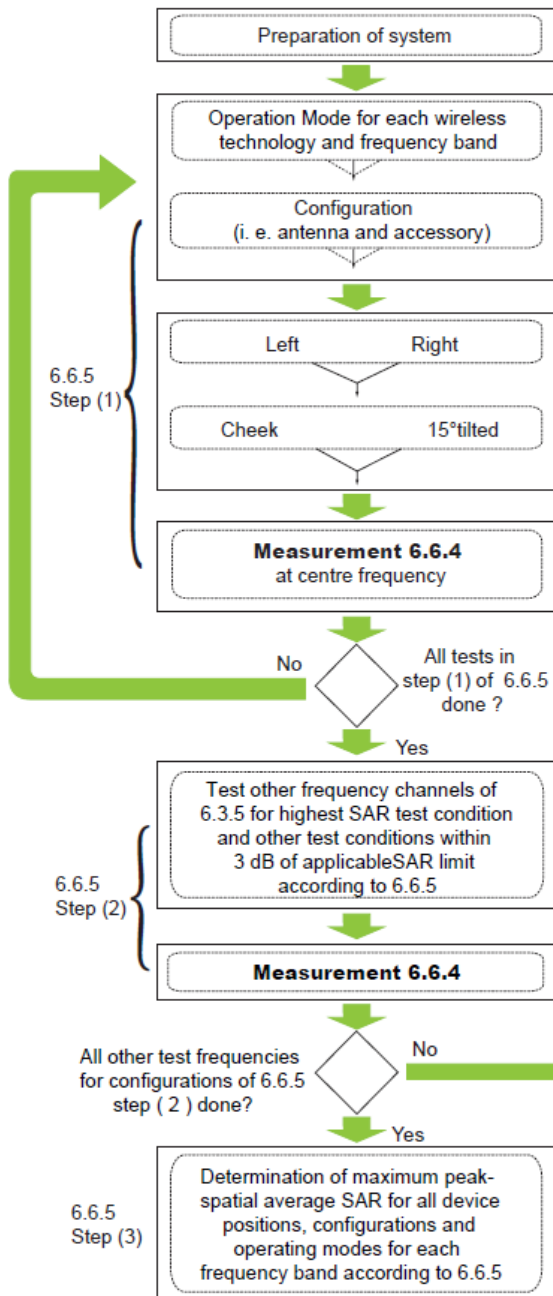 Preparation of system
Operation Mode for each wireless
technology and frequency band
Configuration
(i. e. antenna and accessory)
6.6.5
Step (1)
Left Right
Cheek 15°tilted
Measurement 6.6.4
at centre frequency
No
All tests in
step (1) of 6.6.5
done ?
Yes
Test other frequency channels of
6.3.5 for highest SAR test condition
and other test conditions within
3 dB of applicableSAR limit
according to 6.6.5
6.6.5
Step (2)
Measurement 6.6.4
All other test frequencies
for configurations of 6.6.5
step ( 2 ) done?
No
Yes
6.6.5
Step (3)
Determination of maximum peak-
spatial average SAR for all device
positions, configurations and
operating modes for each
frequency band according to 6.6.5